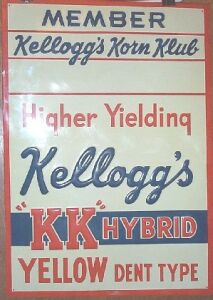 MEMBER
Kellogg's Korn Klub
Higher Yielding
Kellogg's
"KK" HYBRID
YELLOW DENT TYPE